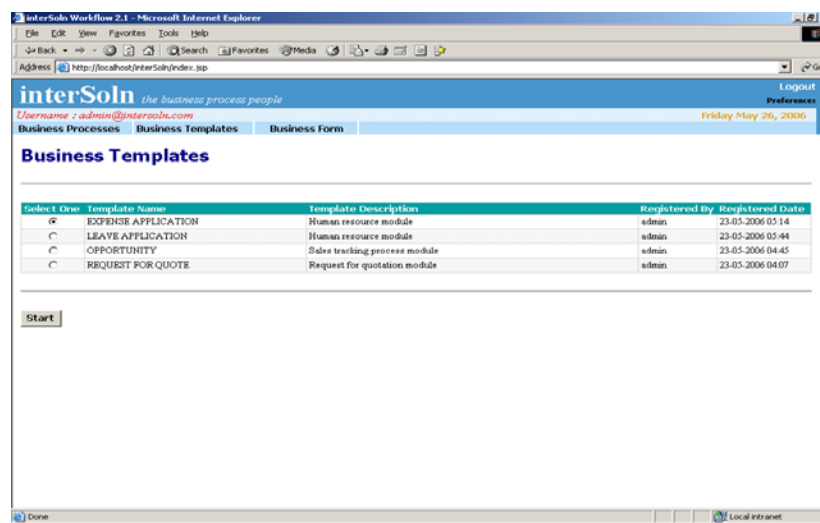 interSoln Workflow 2.1 - Microsoft Internet Explorer
File Edit View Favorites Tools Help
Back Search Favorites Media
Address http://localhost/interSoln/index.jsp
interSoln the business process people Logout
Preferences
Username : admin@intersoln.com Friday May 26, 2006
Business Processes Business Templates Business Form
Business Templates
Select One Template Name Template Description Registered By Registered Date
EXPENSE APPLICATION Human resource module admin 23-05-2006 05:14
LEAVE APPLICATION Human resource module admin 23-05-2006 05:44
OPPORTUNITY Sales tracking process module admin 23-05-2006 04:45
REQUEST FOR QUOTE Request for quotation module admin 23-05-2006 04:07
Start
Done Local intranet